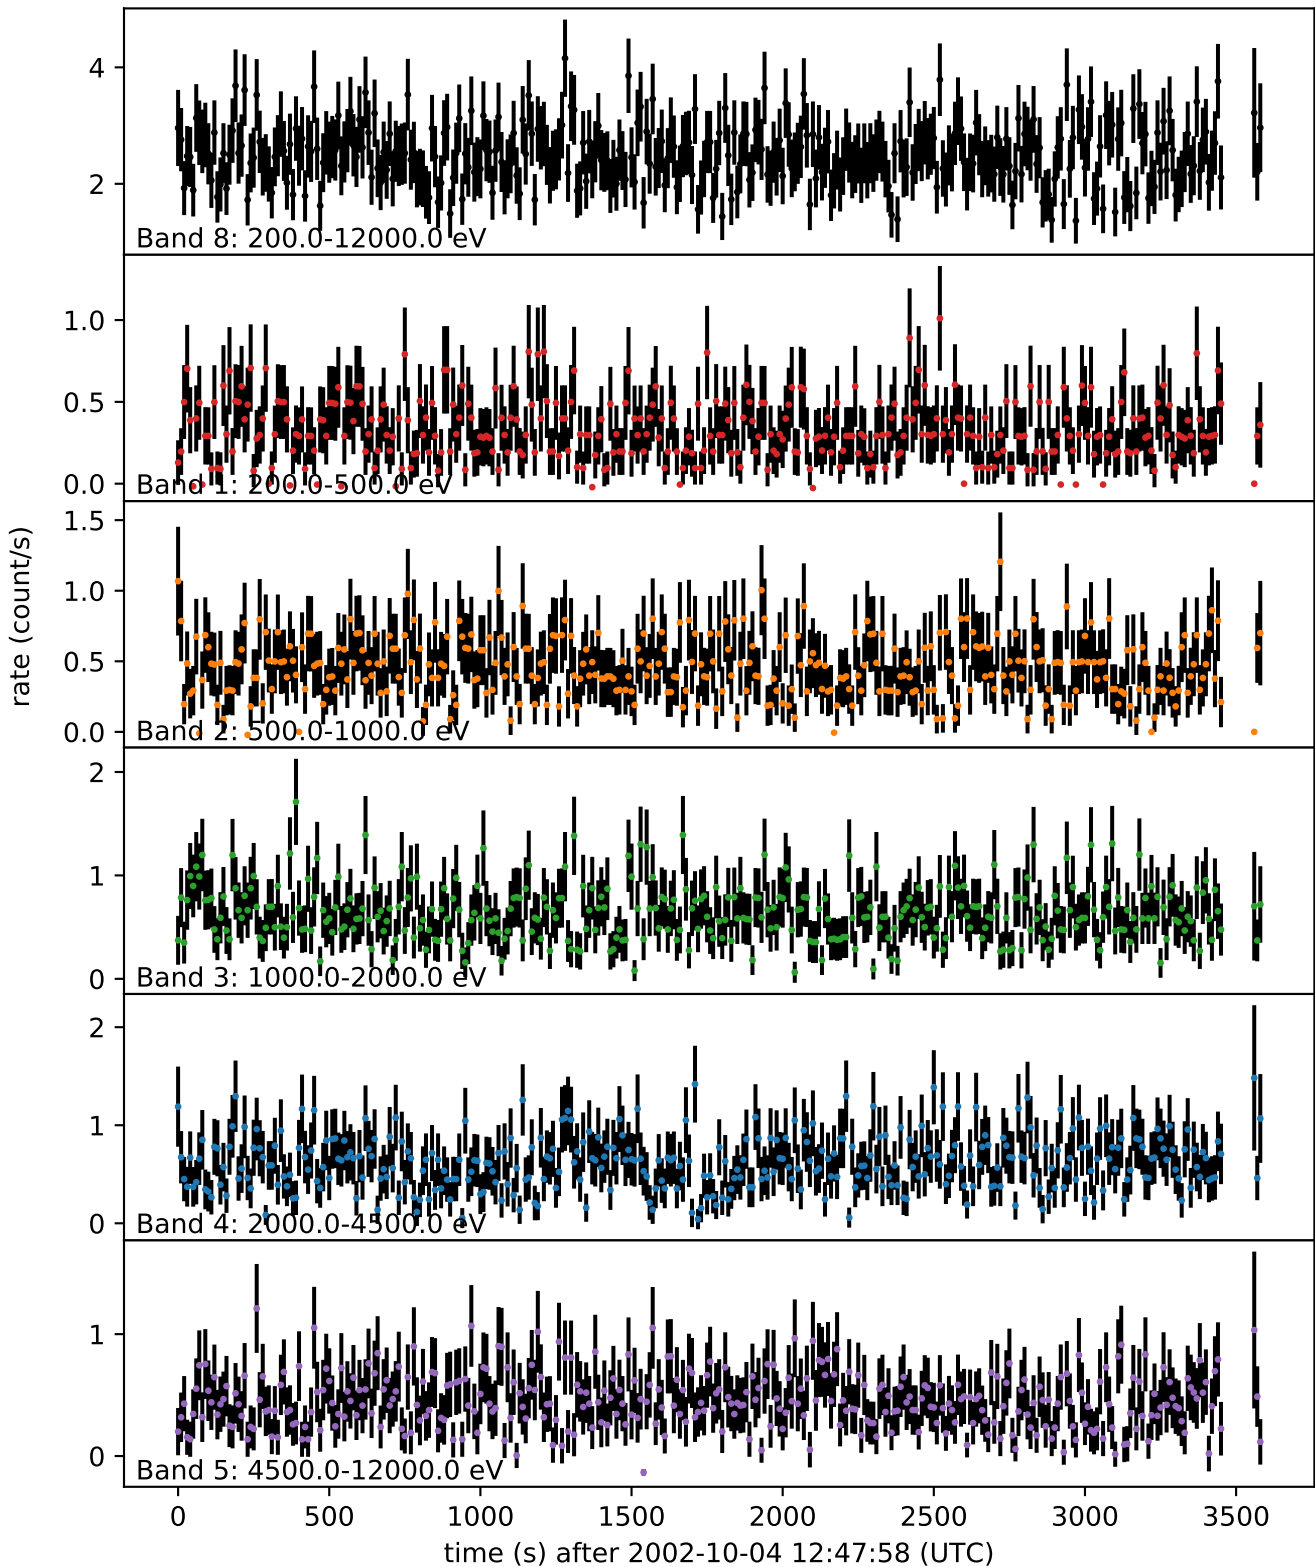 4
2
Band 8: 200.0-12000.0 eV
1.0
0.5
0.0
Band 1: 200.0-500.0 eV
1.5
1.0
0.5
0.0
Band 2: 500.0-1000.0 eV
rate (count/s)
2
1
0
Band 3: 1000.0-2000.0 eV
2
1
0
Band 4: 2000.0-4500.0 eV
1
0
Band 5: 4500.0-12000.0 eV
0 500 1000 1500 2000 2500 3000 3500
time (s) after 2002-10-04 12:47:58 (UTC)